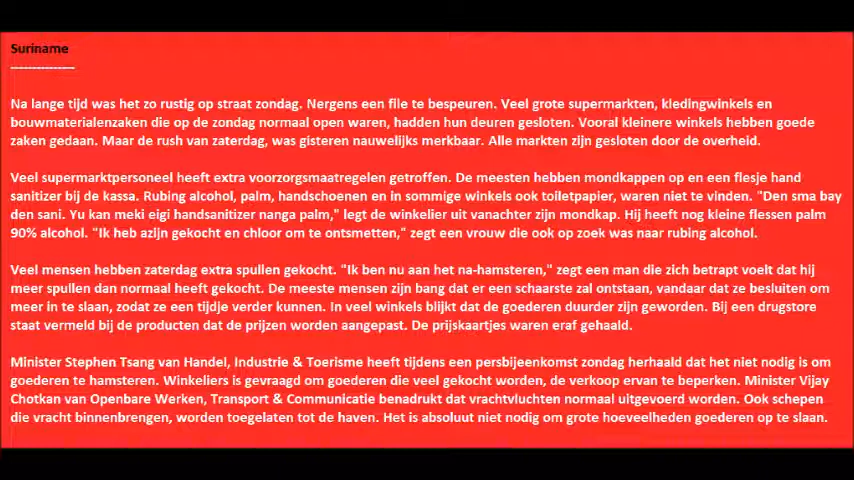 Suriname
---------------
Na lange tijd was het zo rustig op straat zondag. Nergens een file te bespeuren. Veel grote supermarkten, kledingwinkels en
bouwmaterialenzaken die op de zondag normaal open waren, hadden hun deuren gesloten. Vooral kleinere winkels hebben goede
zaken gedaan. Maar de rush van zaterdag, was gisteren nauwelijks merkbaar. Alle markten zijn gesloten door de overheid.
Veel supermarktpersoneel heeft extra voorzorgsmaatregelen getroffen. De meesten hebben mondkappen op en een flesje hand
sanitizer bij de kassa. Rubing alcohol, palm, handschoenen en in sommige winkels ook toiletpapier, waren niet te vinden. "Den sma bay
den sani. Yu kan meki eigi handsanitizer nanga palm," legt de winkelier uit vanachter zijn mondkap. Hij heeft nog kleine flessen palm
90% alcohol. "Ik heb azijn gekocht en chloor om te ontsmetten," zegt een vrouw die ook op zoek was naar rubing alcohol.
Veel mensen hebben zaterdag extra spullen gekocht. "Ik ben nu aan het na-hamsteren," zegt een man die zich betrapt voelt dat hij
meer spullen dan normaal heeft gekocht. De meeste mensen zijn bang dat er een schaarste zal ontstaan, vandaar dat ze besluiten om
meer in te slaan, zodat ze een tijdje verder kunnen. In veel winkels blijkt dat de goederen duurder zijn geworden. Bij een drugstore
staat vermeld bij de producten dat de prijzen worden aangepast. De prijskaartjes waren eraf gehaald.
Minister Stephen Tsang van Handel, Industrie & Toerisme heeft tijdens een persbijeenkomst zondag herhaald dat het niet nodig is om
goederen te hamsteren. Winkeliers is gevraagd om goederen die veel gekocht worden, de verkoop ervan te beperken. Minister Vijay
Chotkan van Openbare Werken, Transport & Communicatie benadrukt dat vrachtvluchten normaal uitgevoerd worden. Ook schepen
die vracht binnenbrengen, worden toegelaten tot de haven. Het is absoluut niet nodig om grote hoeveelheden goederen op te slaan.